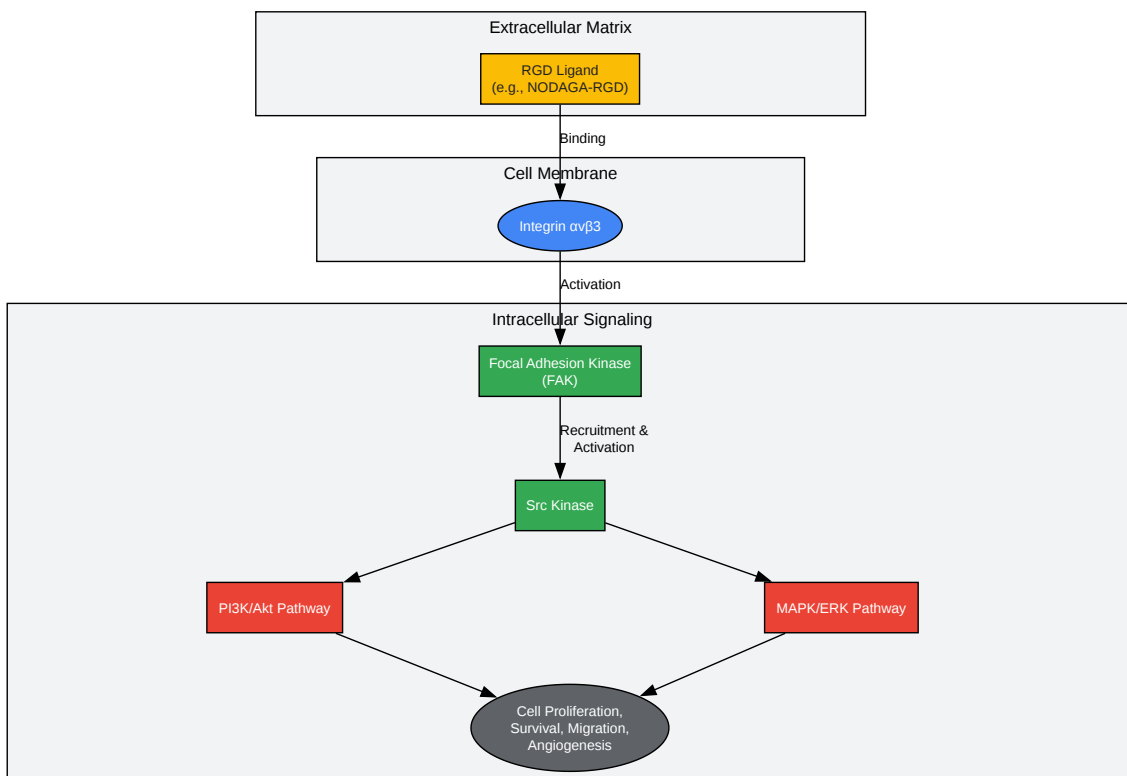 Extracellular Matrix
RGD Ligand
(e.g., NODAGA-RGD)
Binding
Cell Membrane
Integrin αvβ3
Activation
Intracellular Signaling
Focal Adhesion Kinase
(FAK)
Recruitment &
Activation
Src Kinase
PI3K/Akt Pathway
MAPK/ERK Pathway
Cell Proliferation,
Survival, Migration,
Angiogenesis